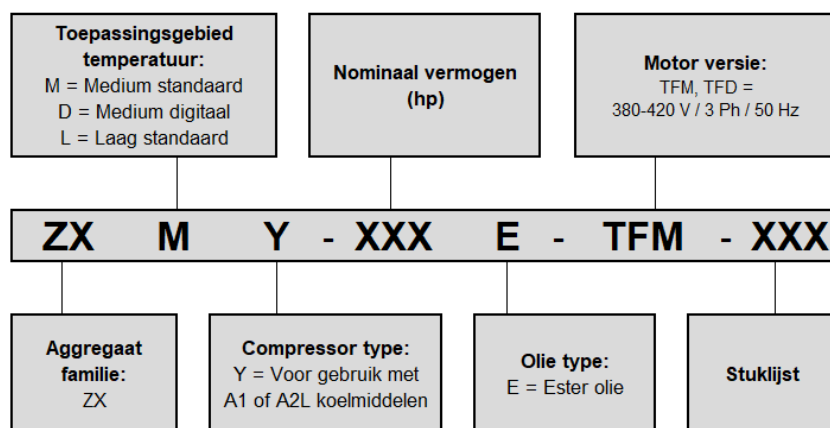 Toepassingsgebied
temperatuur:
M = Medium standaard
D = Medium digitaal
L = Laag standaard
Nominaal vermogen
(hp)
Motor versie:
TFM, TFD =
380-420 V / 3 Ph / 50 Hz
ZX M Y - XXX E - TFM - XXX
Aggregaat
familie:
ZX
Compressor type:
Y = Voor gebruik met
A1 of A2L koelmiddelen
Olie type:
E = Ester olie
Stuklijst